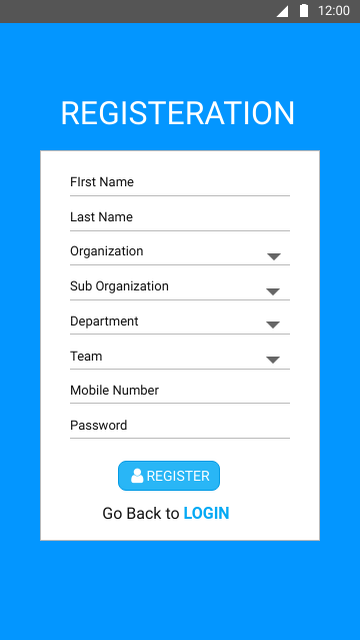 12:00
REGISTERATION
FIrst Name
Last Name
Organization
Sub Organization
Department
Team
Mobile Number
Password
REGISTER
Go Back to LOGIN